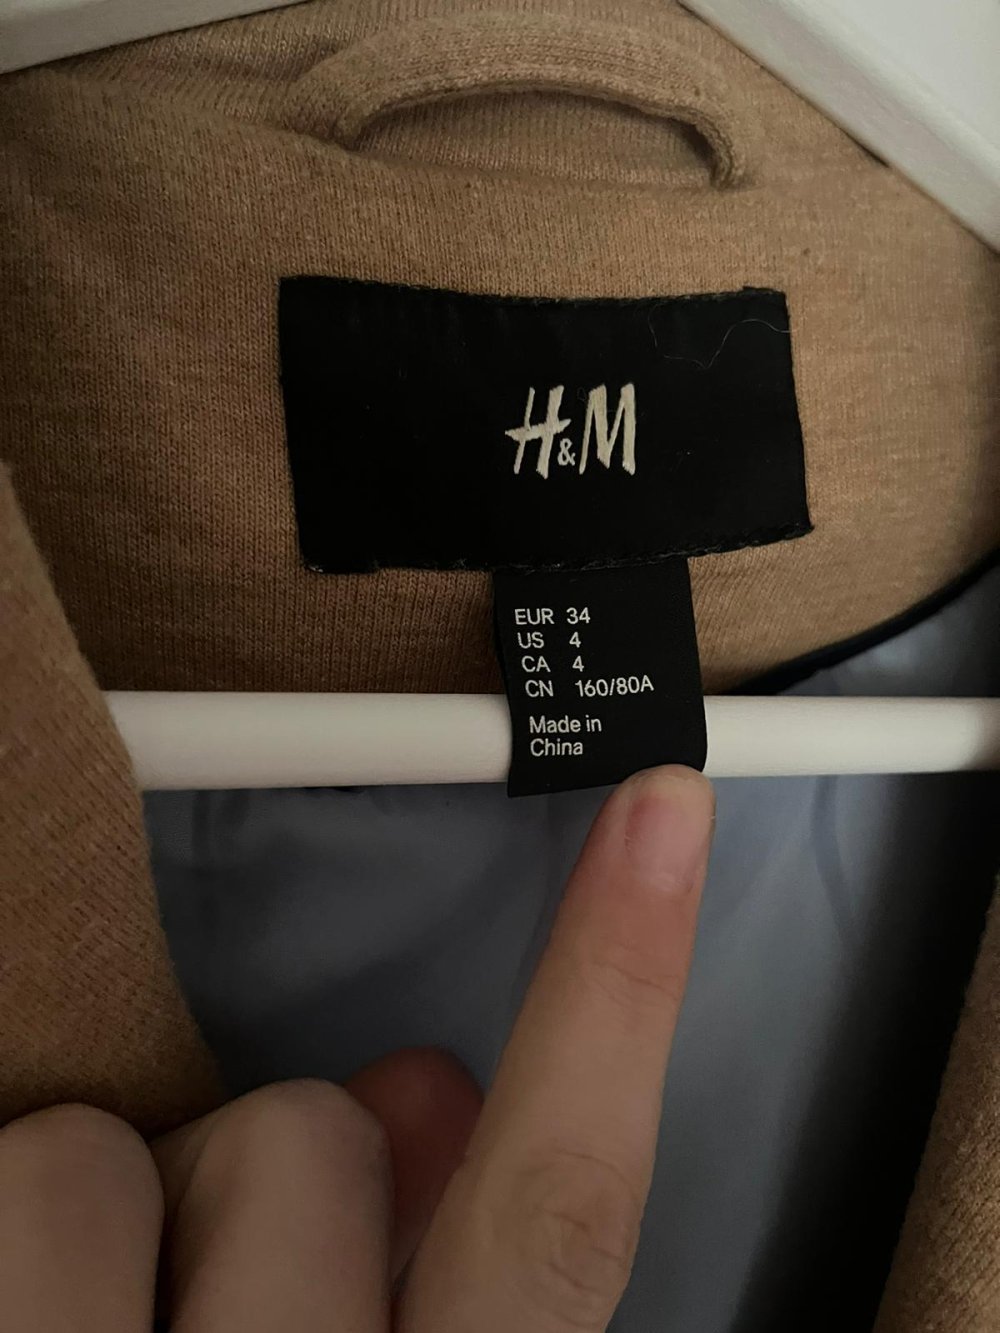 H&M
EUR 34
US 4
CA 4
CN 160/80A
Made in
China